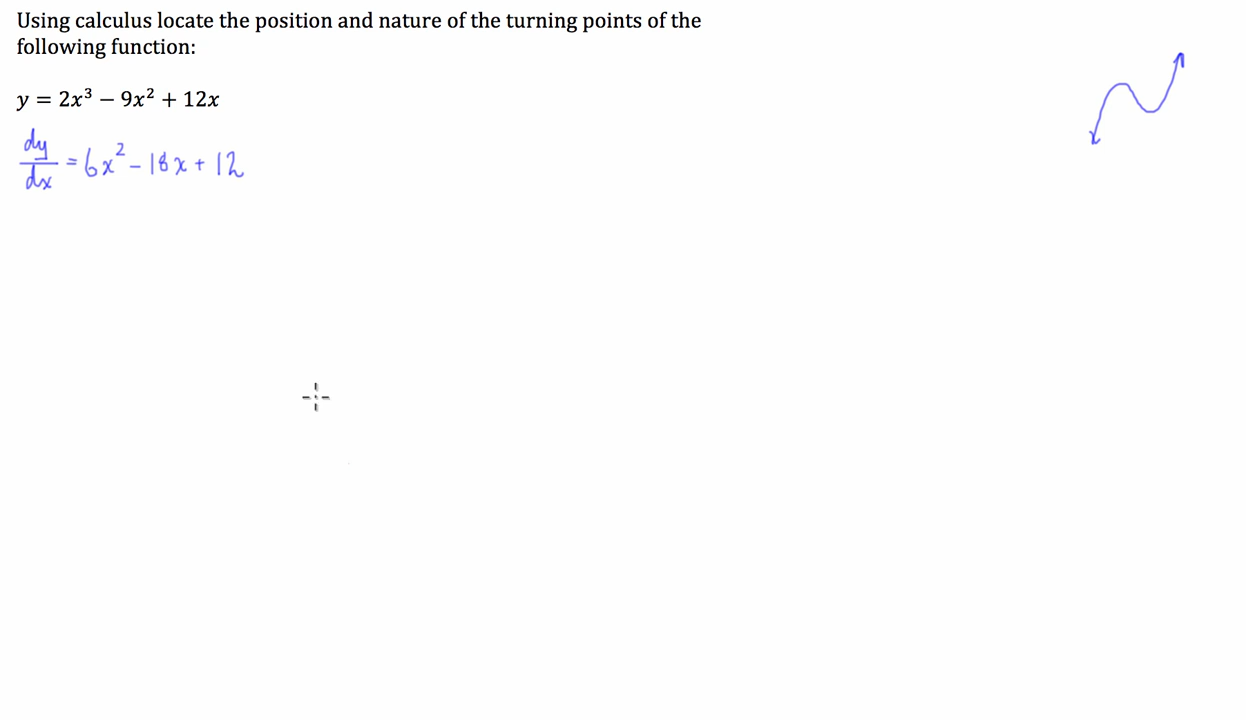 Using calculus locate the position and nature of the turning points of the
following function:
y = 2x³ − 9x² + 12x
dy/dx = 6x² − 18x + 12